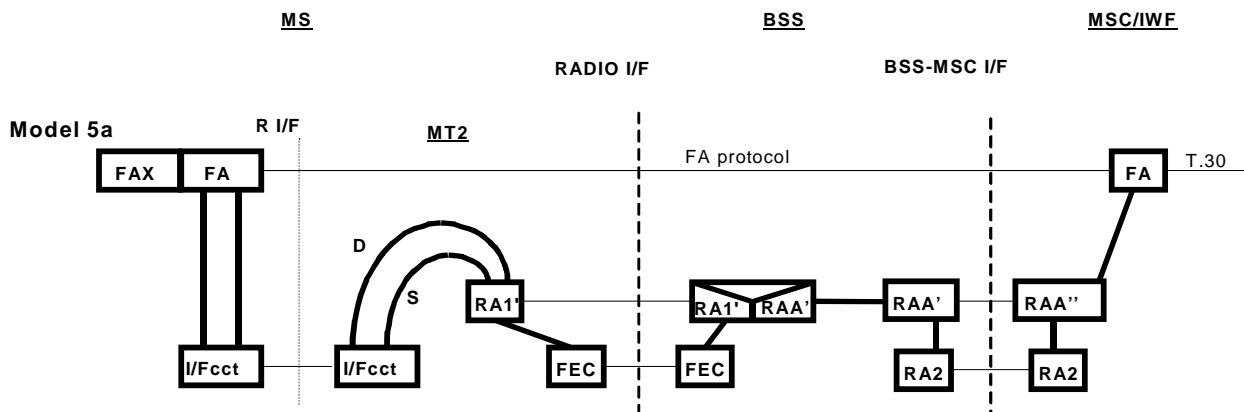 MS
BSS
MSC/IWF
RADIO I/F
BSS-MSC I/F
Model 5a
R I/F
MT2
FAX
FA
FA protocol
FA
T.30
D
S
RA1'
RA1'
RAA'
RAA'
RAA''
I/Fcct
I/Fcct
FEC
FEC
RA2
RA2